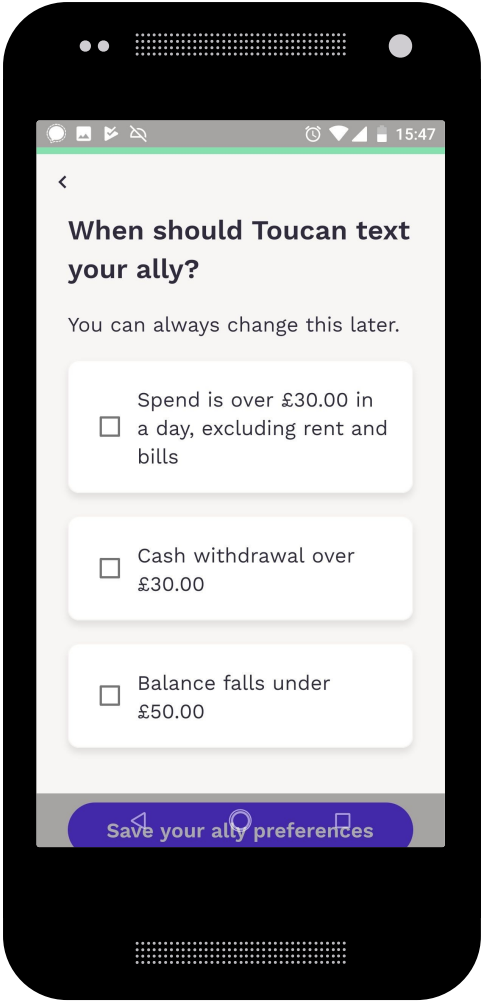 15:47
When should Toucan text
your ally?
You can always change this later.
Spend is over £30.00 in
a day, excluding rent and
bills
Cash withdrawal over
£30.00
Balance falls under
£50.00
Save your ally preferences